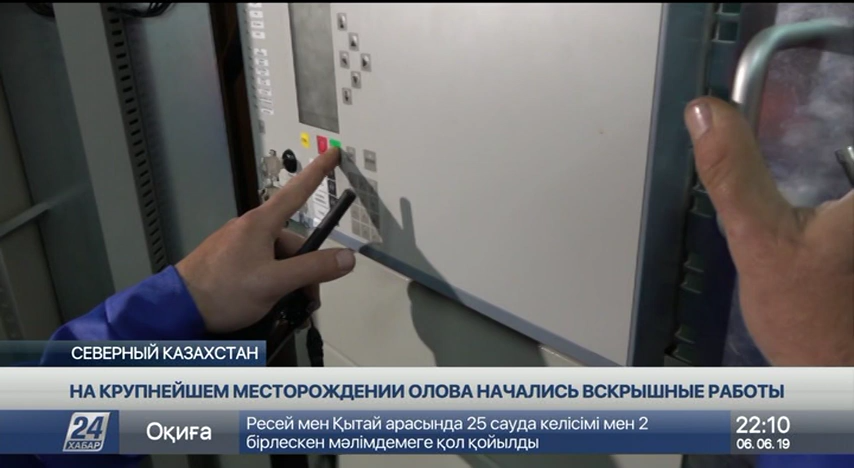 СЕВЕРНЫЙ КАЗАХСТАН
НА КРУПНЕЙШЕМ МЕСТОРОЖДЕНИИ ОЛОВА НАЧАЛИСЬ ВСКРЫШНЫЕ РАБОТЫ
24
ХАБАР
Оқиға
Ресей мен Қытай арасында 25 сауда келісімі мен 2
бірлескен мәлімдемеге қол қойылды
22:10
06.06.19